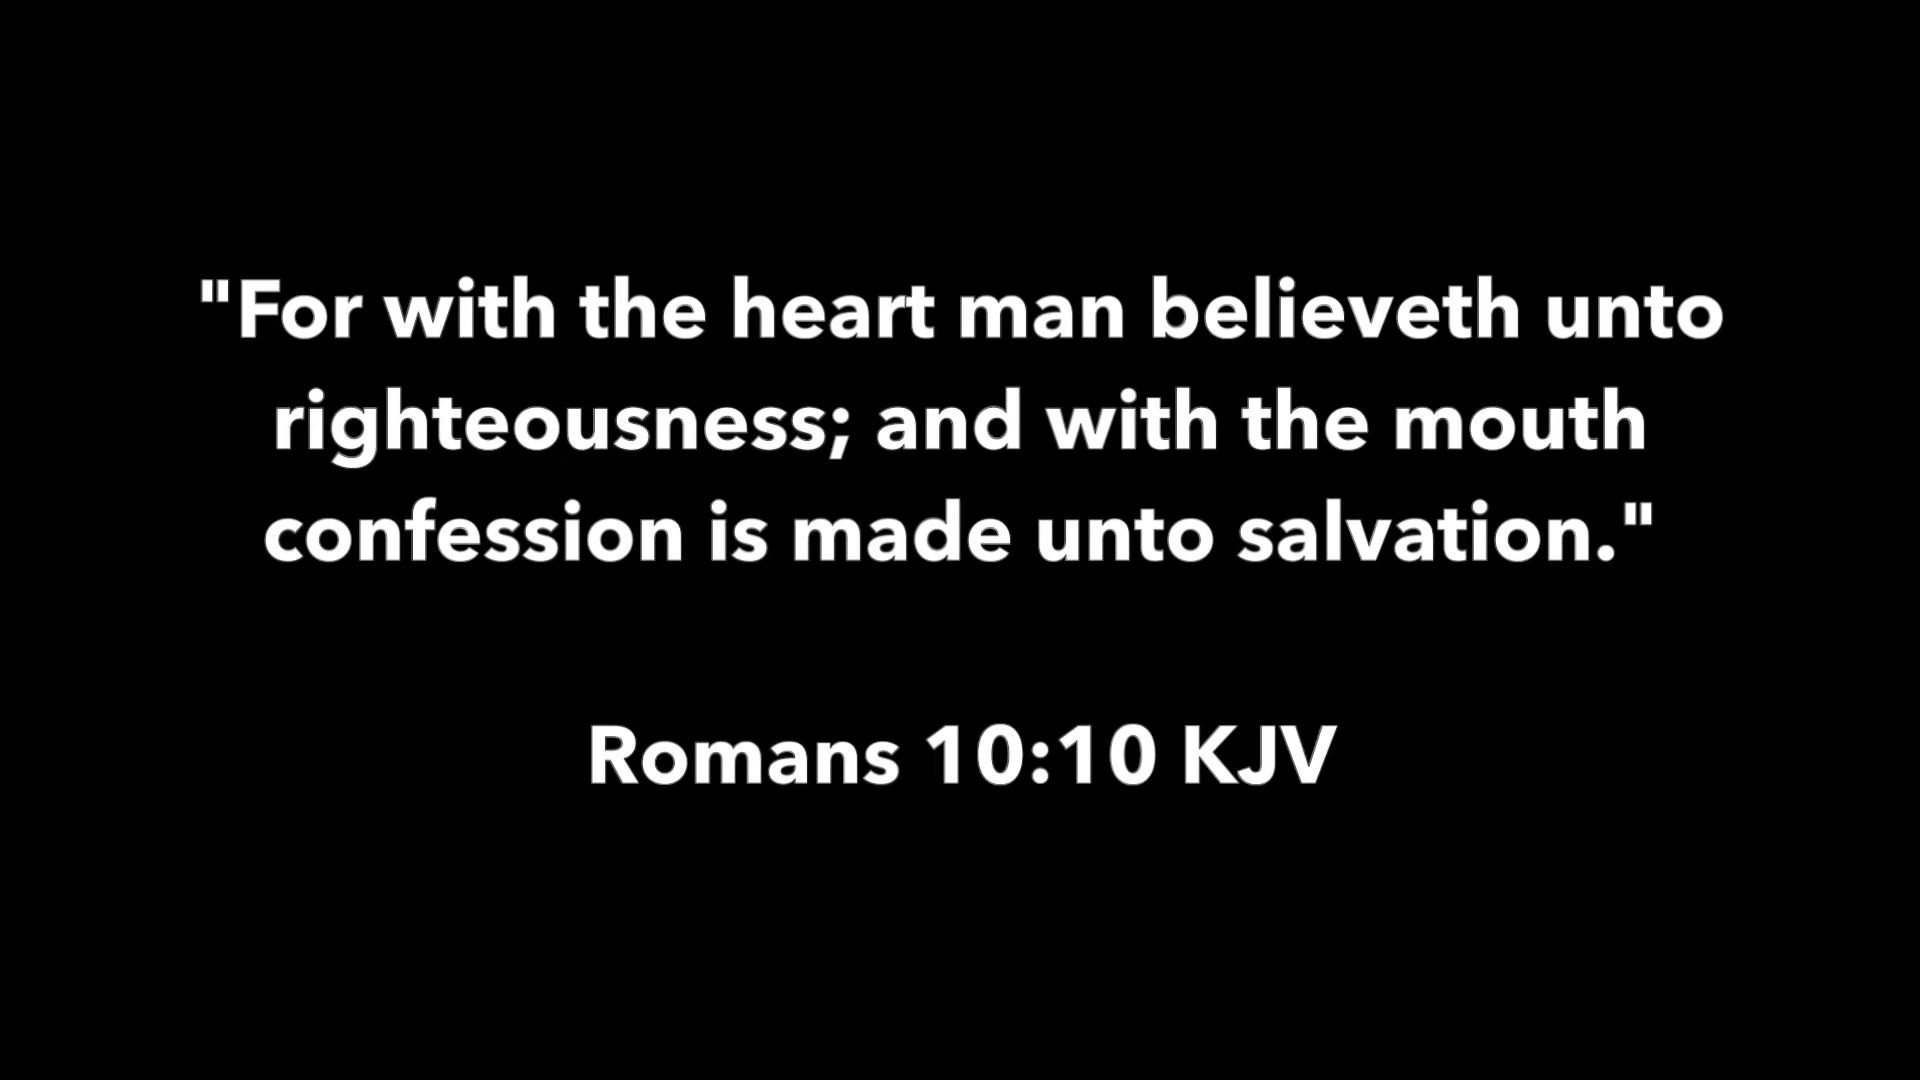 "For with the heart man believeth unto
righteousness; and with the mouth
confession is made unto salvation."
Romans 10:10 KJV